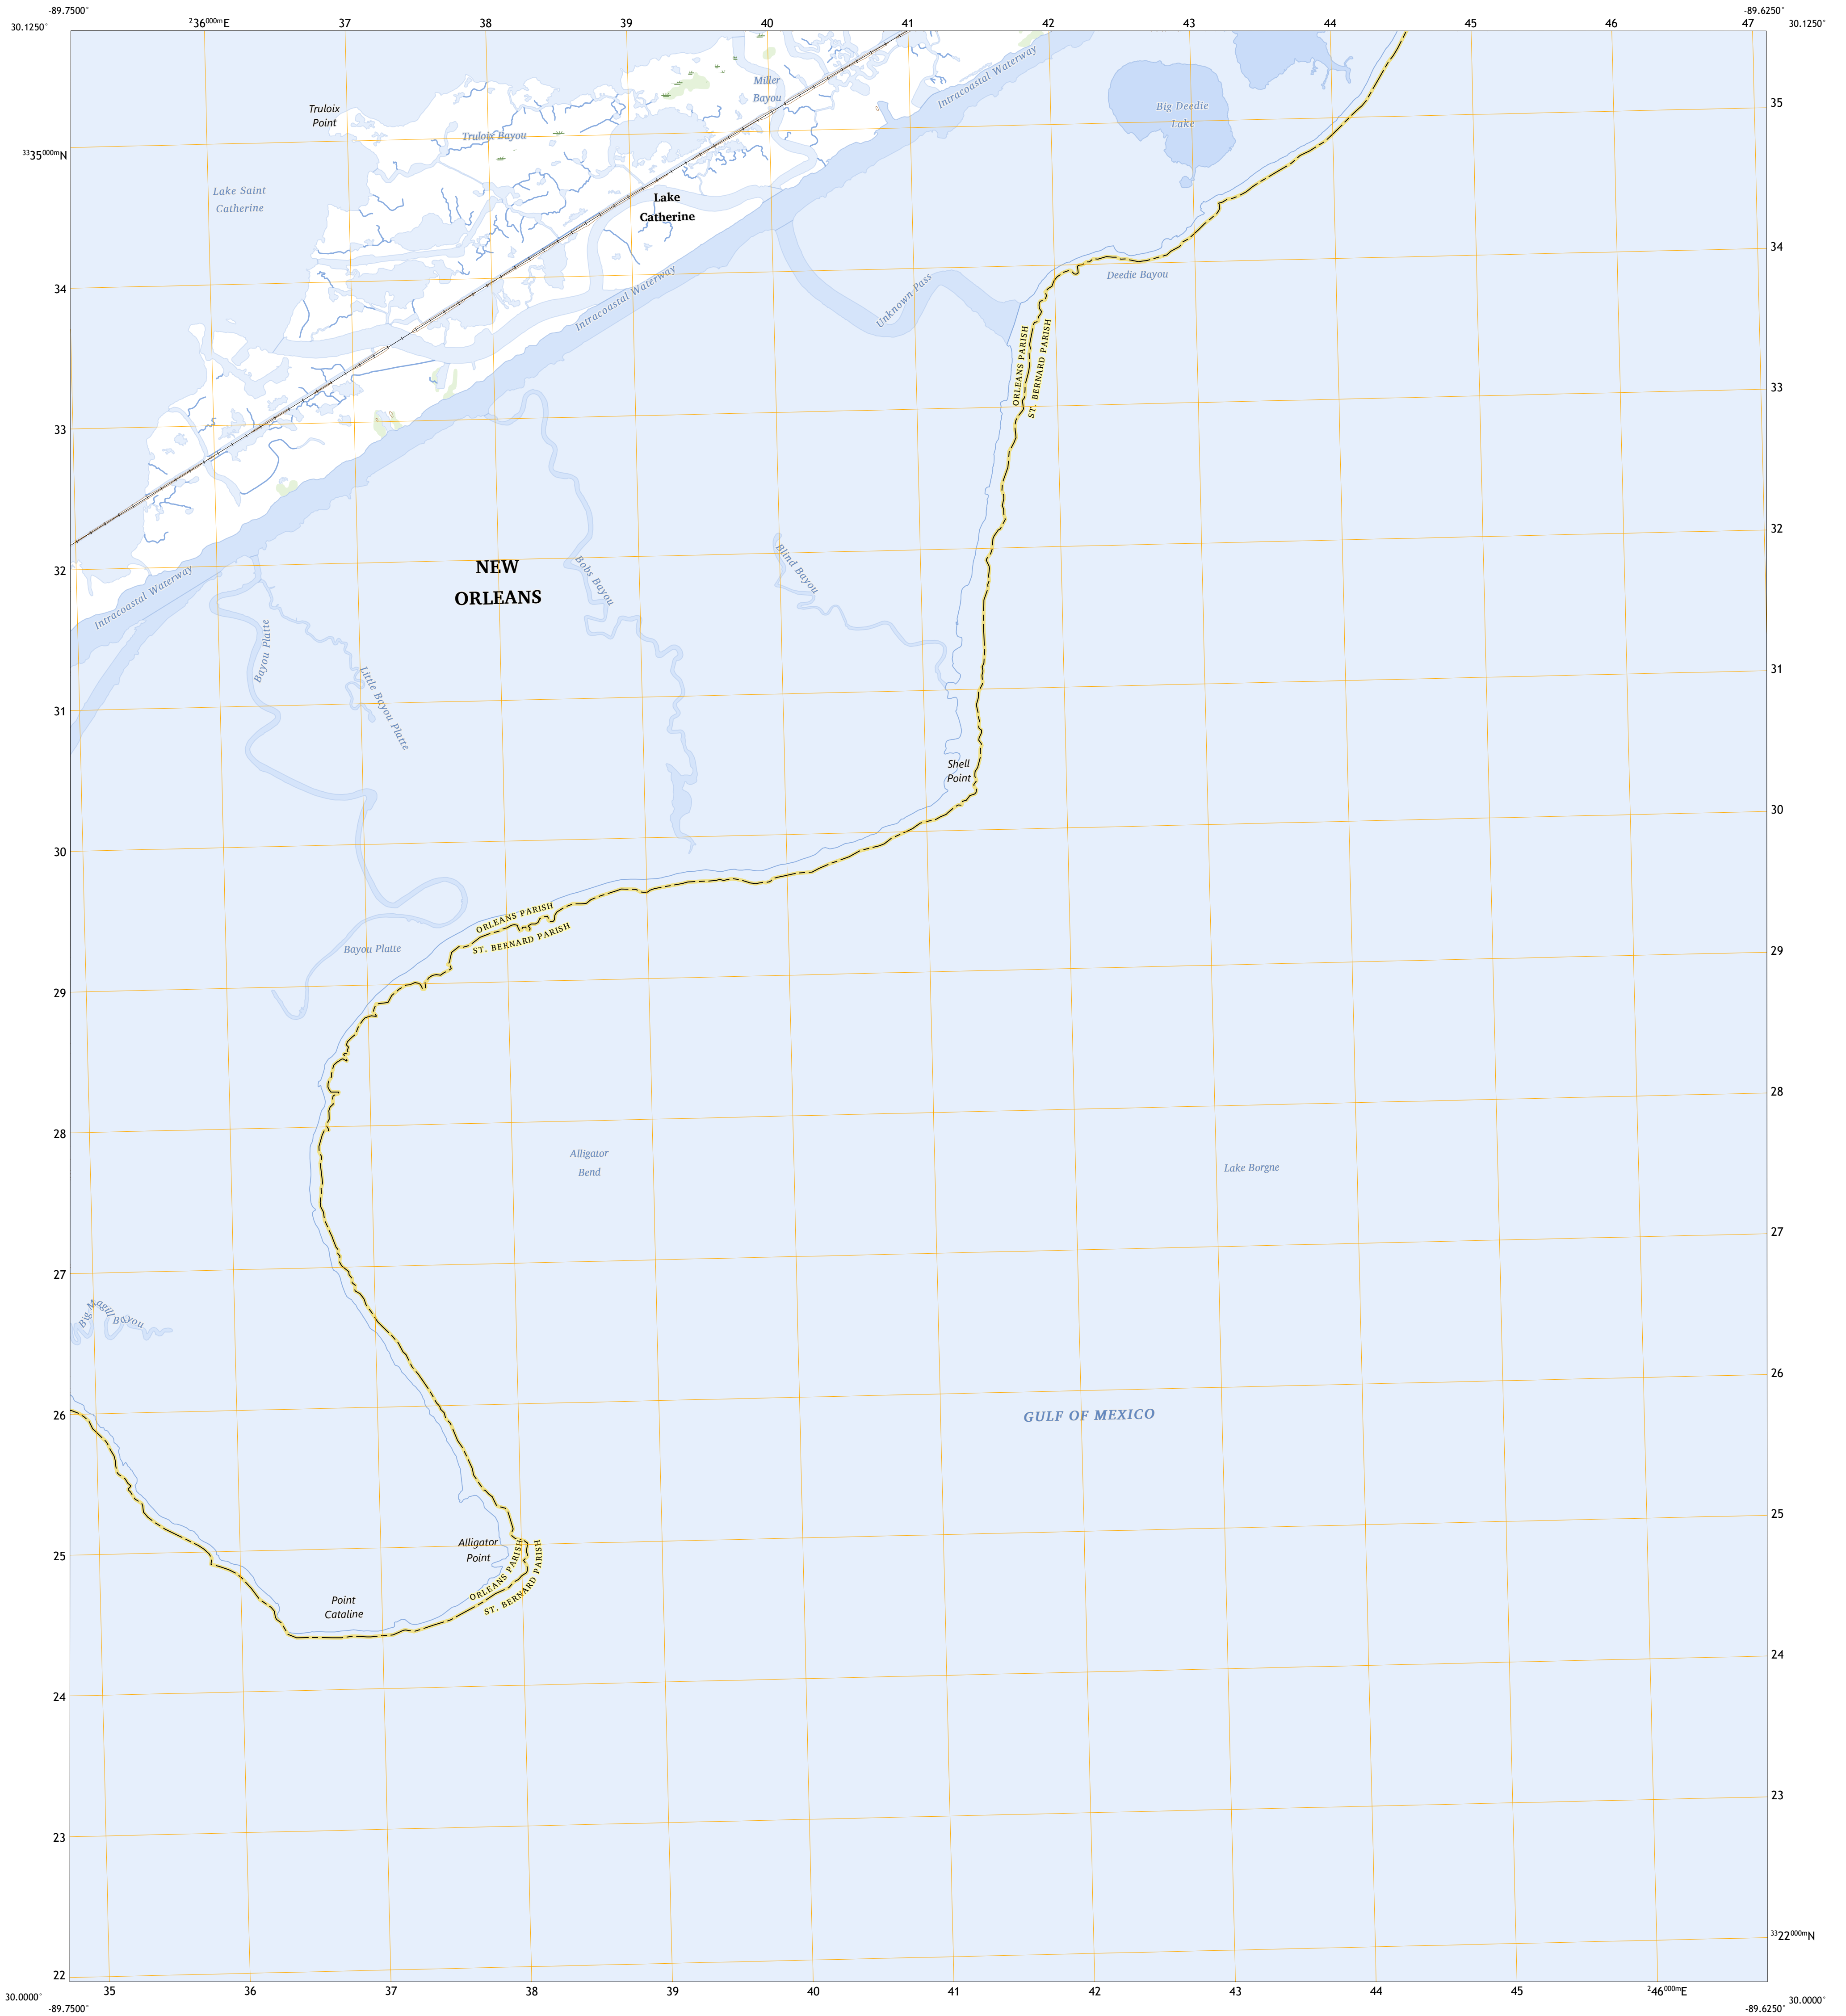 -89.7500°
-89.6250°
30.1250°
²36⁰⁰⁰ᵐE
37
38
39
40
41
42
43
44
45
46
47
30.1250°
Miller
Bayou
Intracoastal Waterway
Big Deedie
Lake
35
Truloix
Point
Truloix Bayou
³³35⁰⁰⁰ᵐN
Lake Saint
Catherine
Lake
Catherine
34
Intracoastal Waterway
Unknown Pass
Deedie Bayou
34
ORLEANS PARISH
ST. BERNARD PARISH
33
33
32
NEW
ORLEANS
Bobs Bayou
Blind Bayou
32
Intracoastal Waterway
Bayou Platte
Little Bayou Platte
31
31
Shell
Point
30
30
ORLEANS PARISH
ST. BERNARD PARISH
Bayou Platte
29
29
28
28
Alligator
Bend
Lake Borgne
27
27
Big Magill Bayou
26
26
GULF OF MEXICO
25
Alligator
Point
25
ORLEANS PARISH
ST. BERNARD PARISH
Point
Cataline
24
24
23
23
³³22⁰⁰⁰ᵐN
22
35
36
37
38
39
40
41
42
43
44
45
²46⁰⁰⁰ᵐE
30.0000°
30.0000°
-89.7500°
-89.6250°